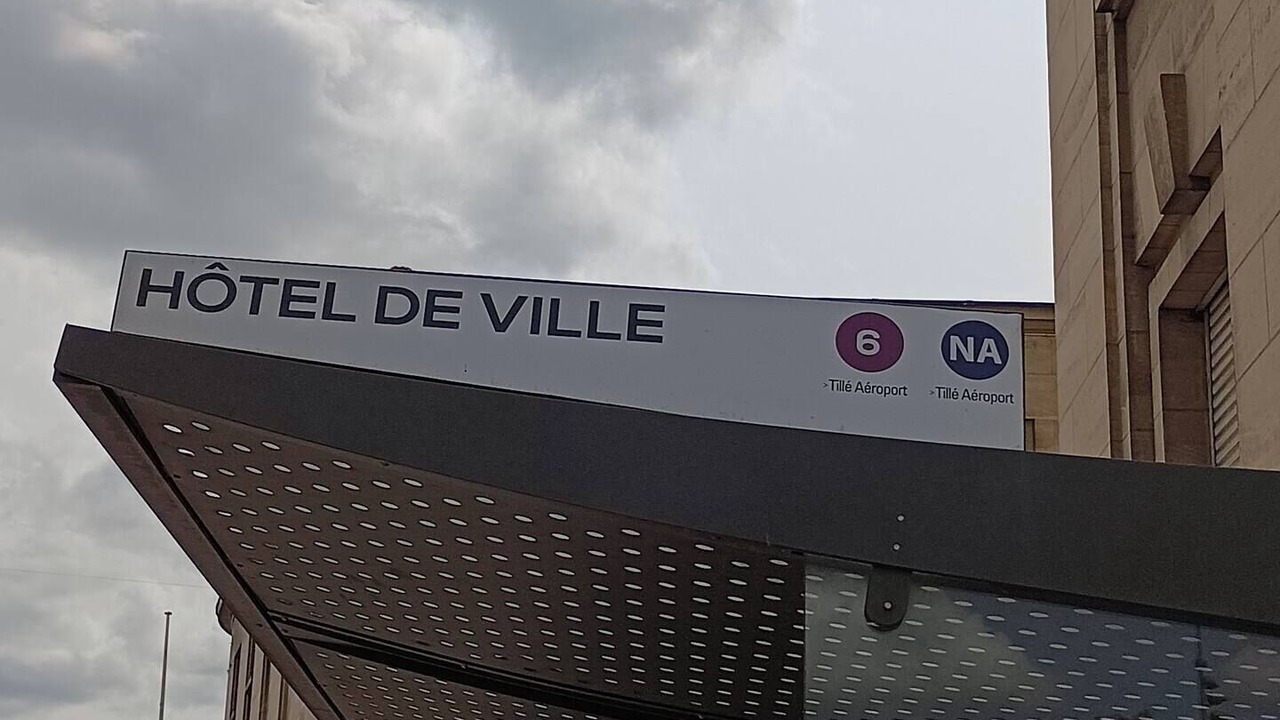 HÔTEL DE VILLE
6
NA
>Tillé Aéroport
>Tillé Aéroport